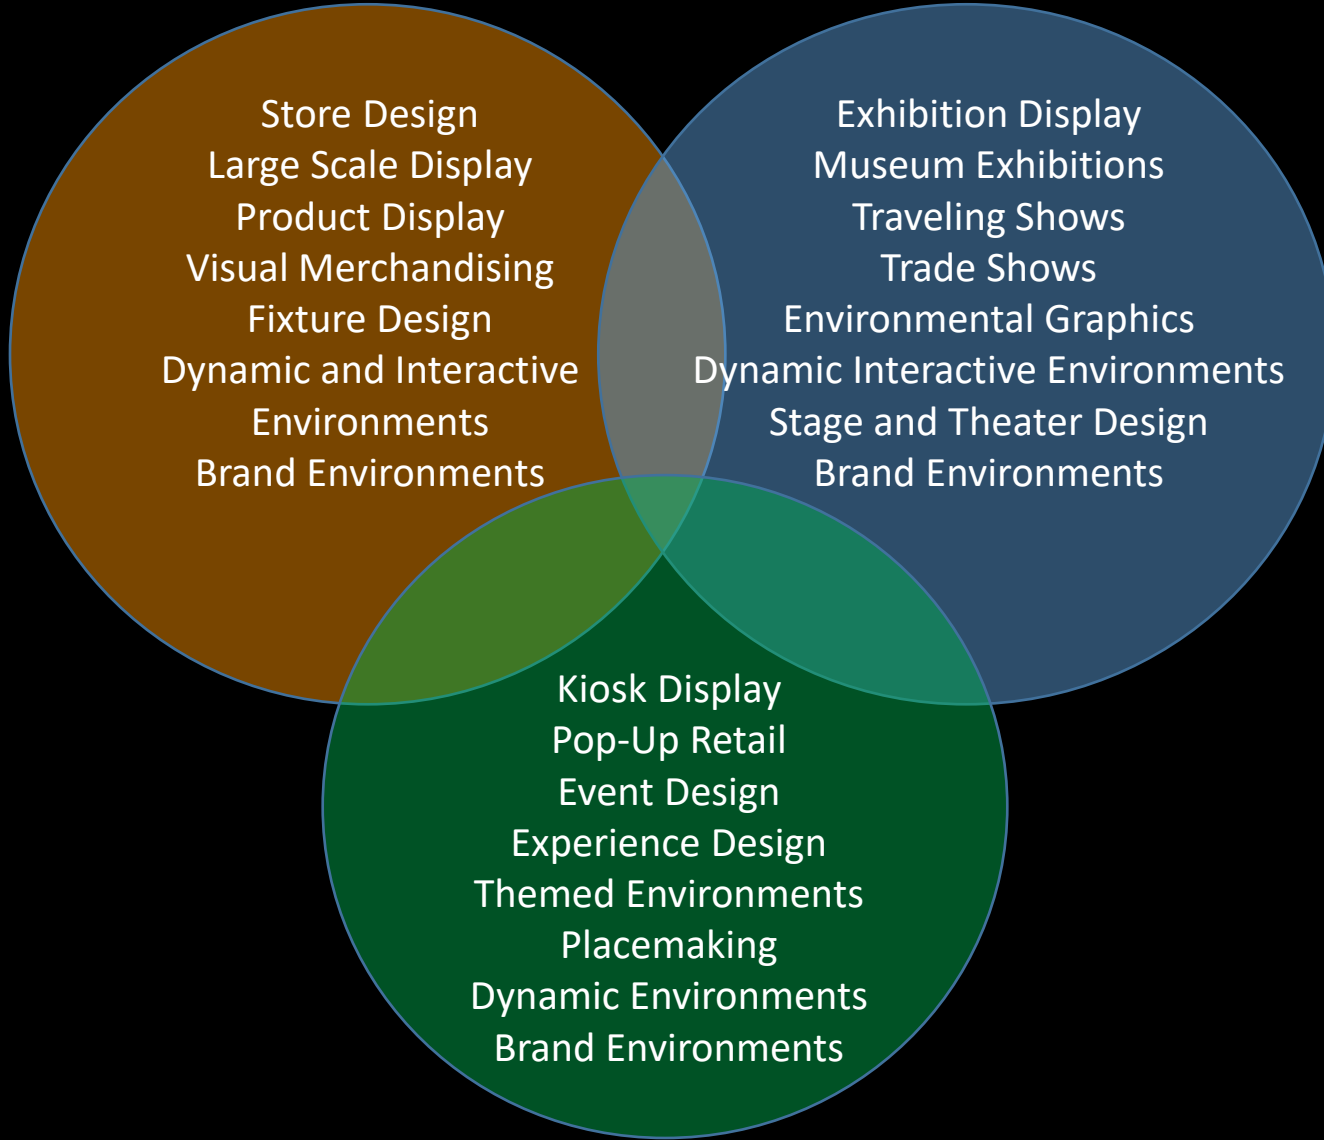 Store Design
Large Scale Display
Product Display
Visual Merchandising
Fixture Design
Dynamic and Interactive
Environments
Brand Environments
Exhibition Display
Museum Exhibitions
Traveling Shows
Trade Shows
Environmental Graphics
Dynamic Interactive Environments
Stage and Theater Design
Brand Environments
Kiosk Display
Pop-Up Retail
Event Design
Experience Design
Themed Environments
Placemaking
Dynamic Environments
Brand Environments